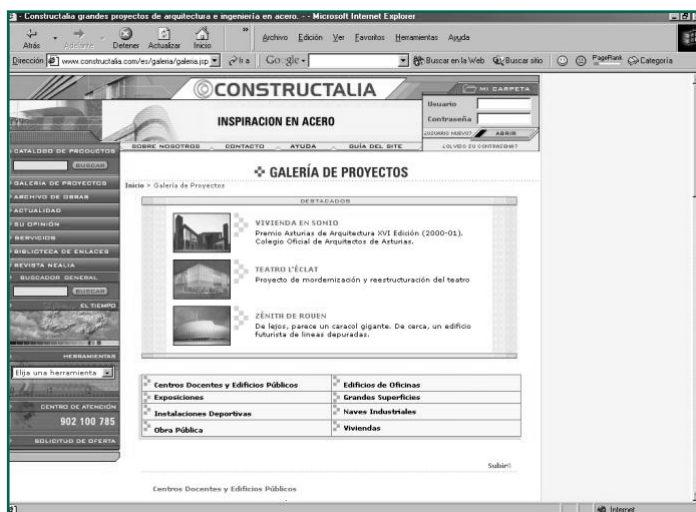 Constructalia grandes proyectos de arquitectura e ingeniería en acero. - - Microsoft Internet Explorer
Atrás Adelante Detener Actualizar Inicio » Archivo Edición Ver Favoritos Herramientas Ayuda
Dirección www.constructalia.com/es/galeria/galeria.jsp Ir a Google Buscar en la Web Buscar sitio PageRank Categoría
©CONSTRUCTALIA
MI CARPETA
INSPIRACION EN ACERO
Usuario
Contraseña
¿USUARIO NUEVO? ABRIR
SOBRE NOSOTROS CONTACTO AYUDA GUÍA DEL SITE ¿OLVIDO SU CONTRASEÑA?
CATALOGO DE PRODUCTOS
BUSCAR
GALERIA DE PROYECTOS
ARCHIVO DE OBRAS
ACTUALIDAD
SU OPINIÓN
SERVICIOS
BIBLIOTECA DE ENLACES
REVISTA NEALIA
BUSCADOR GENERAL
BUSCAR
EL TIEMPO
HERRAMIENTAS
Elija una herramienta
CENTRO DE ATENCIÓN
902 100 785
SOLICITUD DE OFERTA
GALERÍA DE PROYECTOS
Inicio > Galería de Proyectos
DESTACADOS
VIVIENDA EN SOMIO
Premio Asturias de Arquitectura XVI Edición (2000-01).
Colegio Oficial de Arquitectos de Asturias.
TEATRO L'ÉCLAT
Proyecto de mordernización y reestructuración del teatro
ZÉNITH DE ROUEN
De lejos, parece un caracol gigante. De cerca, un edificio
futurista de líneas depuradas.
Centros Docentes y Edificios Públicos Edificios de Oficinas
Exposiciones Grandes Superficies
Instalaciones Deportivas Naves Industriales
Obra Pública Viviendas
Subir
Centros Docentes y Edificios Públicos
Internet